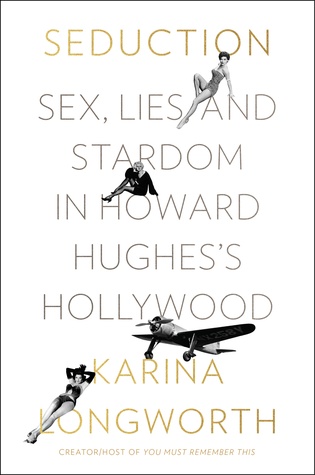 SEDUCTION
SEX, LIES AND
STARDOM
IN HOWARD
HUGHES'S
HOLLYWOOD
KARINA
LONGWORTH
CREATOR/HOST OF YOU MUST REMEMBER THIS